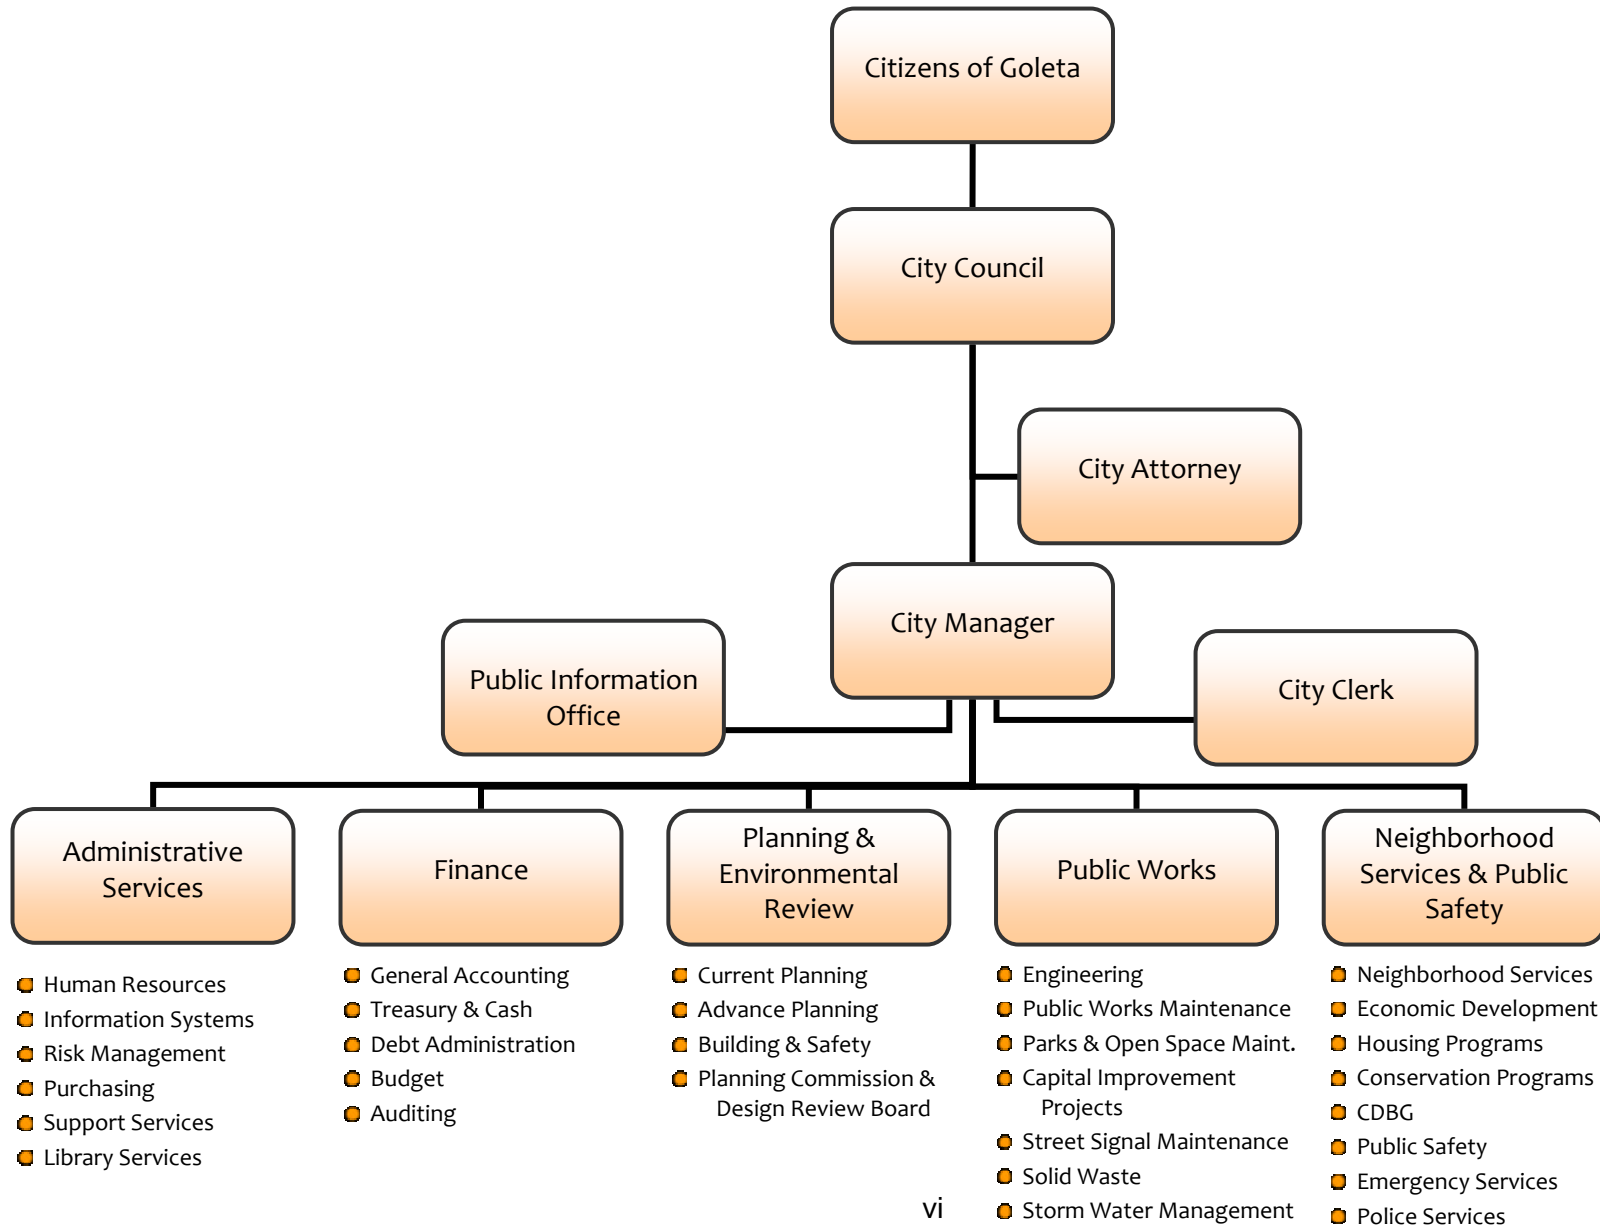 Citizens of Goleta
City Council
City Attorney
City Manager
Public Information
Office
City Clerk
Administrative
Services
Finance
Planning &
Environmental
Review
Public Works
Neighborhood
Services & Public
Safety
Human Resources
Information Systems
Risk Management
Purchasing
Support Services
Library Services
General Accounting
Treasury & Cash
Debt Administration
Budget
Auditing
Current Planning
Advance Planning
Building & Safety
Planning Commission &
Design Review Board
Engineering
Public Works Maintenance
Parks & Open Space Maint.
Capital Improvement
Projects
Street Signal Maintenance
Solid Waste
Storm Water Management
Neighborhood Services
Economic Development
Housing Programs
Conservation Programs
CDBG
Public Safety
Emergency Services
Police Services
vi